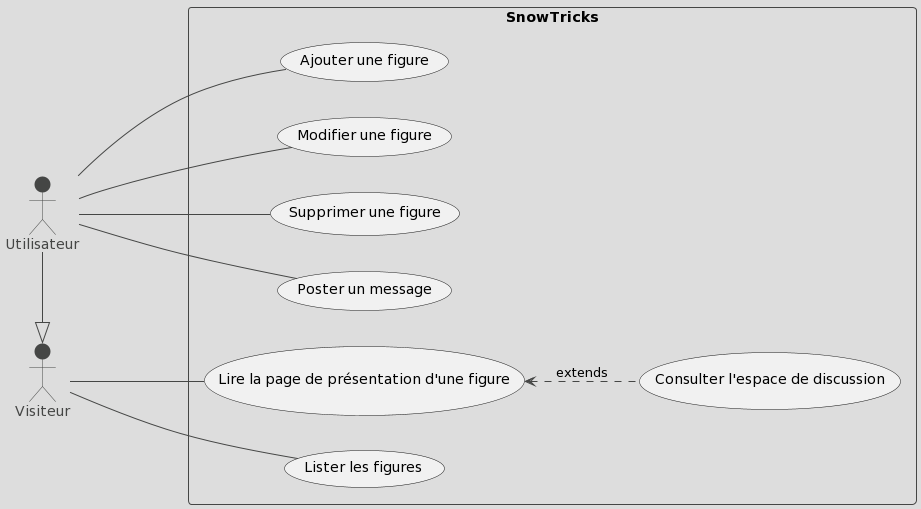 SnowTricks
Ajouter une figure
Modifier une figure
Supprimer une figure
Utilisateur
Poster un message
Lire la page de présentation d'une figure
extends
Consulter l'espace de discussion
Visiteur
Lister les figures